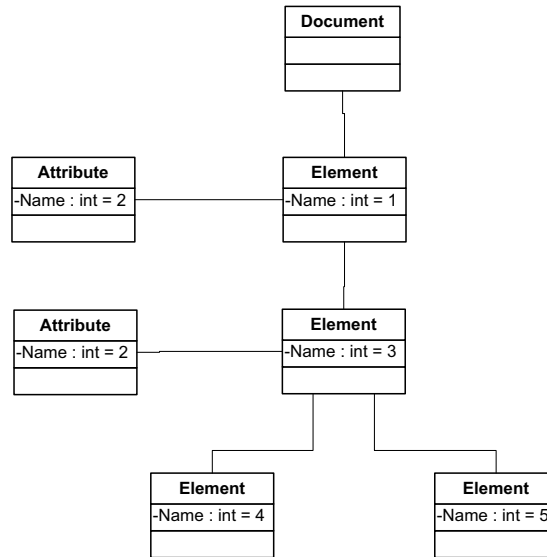 Document
Attribute
-Name : int = 2
Element
-Name : int = 1
Attribute
-Name : int = 2
Element
-Name : int = 3
Element
-Name : int = 4
Element
-Name : int = 5